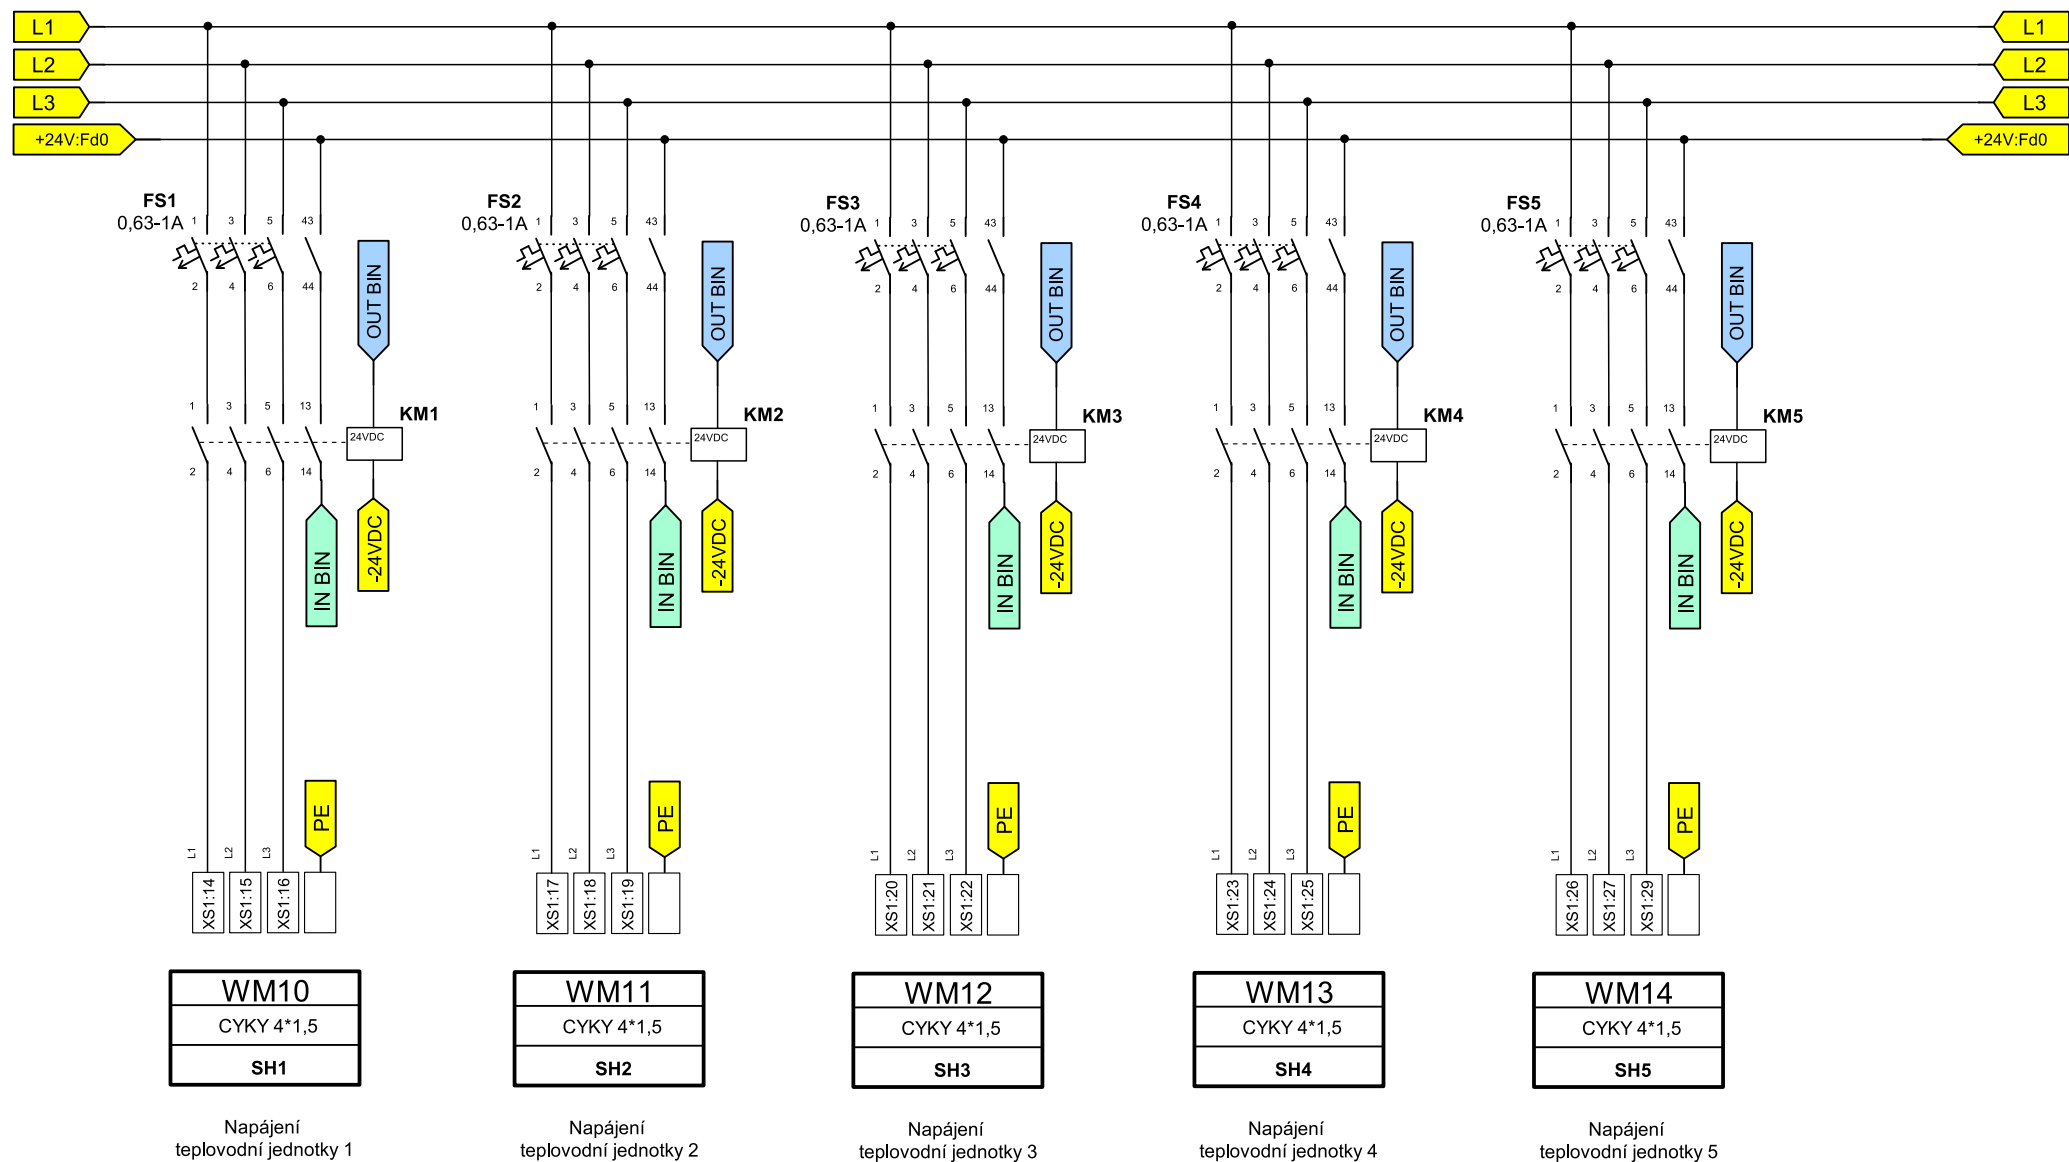 L1 L1
L2 L2
L3 L3
+24V:Fd0 +24V:Fd0
FS1 FS2 FS3 FS4 FS5
0,63-1A 0,63-1A 0,63-1A 0,63-1A 0,63-1A
1 3 5 43 1 3 5 43 1 3 5 43 1 3 5 43 1 3 5 43
OUT BIN OUT BIN OUT BIN OUT BIN OUT BIN
2 4 6 44 2 4 6 44 2 4 6 44 2 4 6 44 2 4 6 44
1 3 5 13 1 3 5 13 1 3 5 13 1 3 5 13 1 3 5 13
KM1 KM2 KM3 KM4 KM5
24VDC 24VDC 24VDC 24VDC 24VDC
2 4 6 14 2 4 6 14 2 4 6 14 2 4 6 14 2 4 6 14
IN BIN -24VDC IN BIN -24VDC IN BIN -24VDC IN BIN -24VDC IN BIN -24VDC
PE PE PE PE PE
L1 L2 L3 L1 L2 L3 L1 L2 L3 L1 L2 L3 L1 L2 L3
XS1:14 XS1:15 XS1:16 XS1:17 XS1:18 XS1:19 XS1:20 XS1:21 XS1:22 XS1:23 XS1:24 XS1:25 XS1:26 XS1:27 XS1:29
WM10 WM11 WM12 WM13 WM14
CYKY 4*1,5 CYKY 4*1,5 CYKY 4*1,5 CYKY 4*1,5 CYKY 4*1,5
SH1 SH2 SH3 SH4 SH5
Napájení Napájení Napájení Napájení Napájení
teplovodní jednotky 1 teplovodní jednotky 2 teplovodní jednotky 3 teplovodní jednotky 4 teplovodní jednotky 5